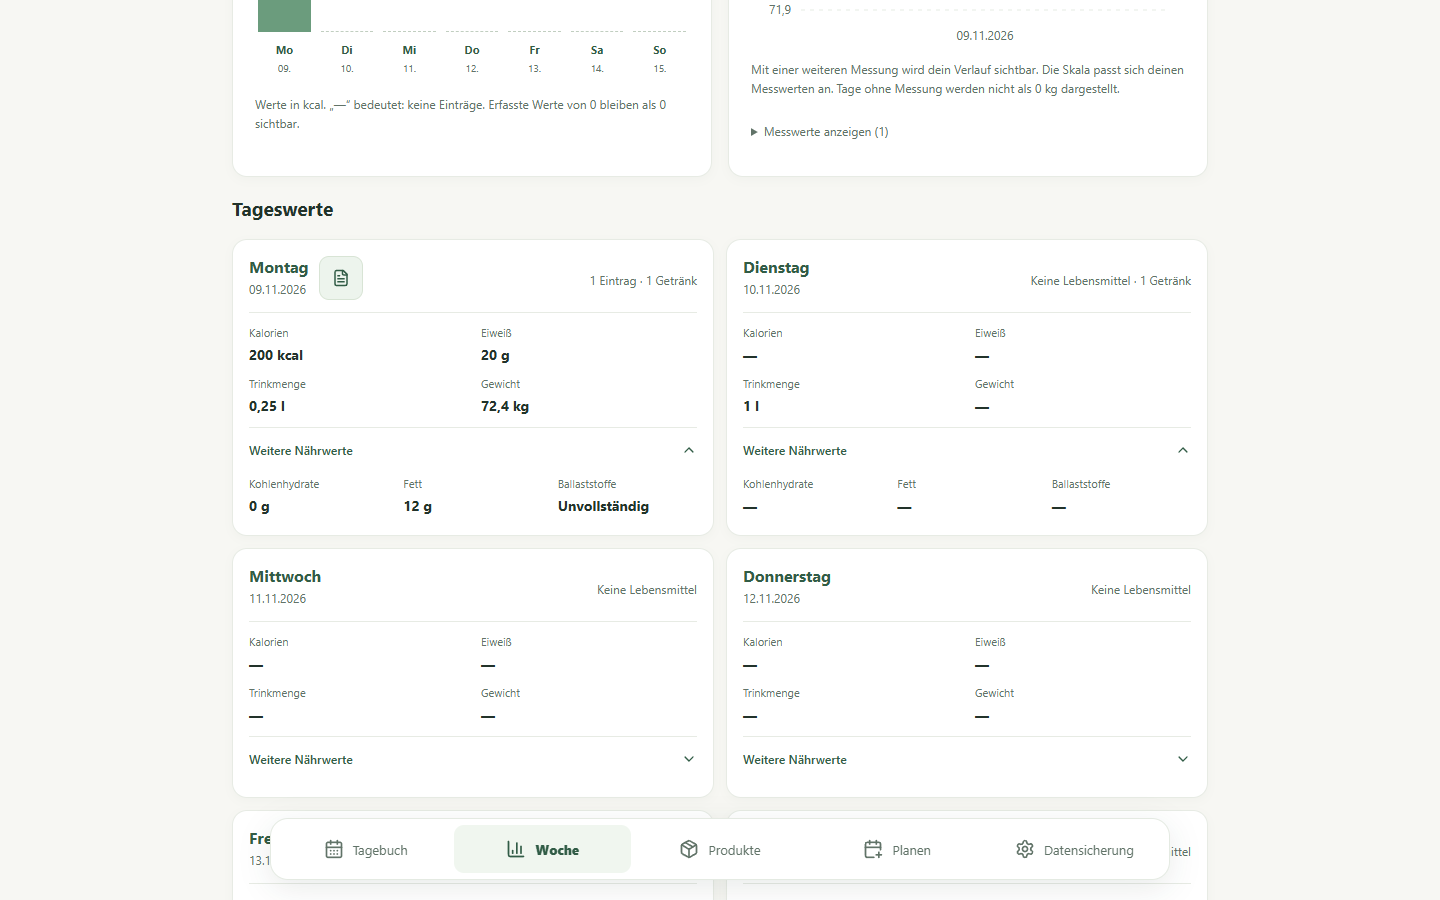 Mo Di Mi Do Fr Sa So
09. 10. 11. 12. 13. 14. 15.
Werte in kcal. „—“ bedeutet: keine Einträge. Erfasste Werte von 0 bleiben als 0
sichtbar.
71,9
09.11.2026
Mit einer weiteren Messung wird dein Verlauf sichtbar. Die Skala passt sich deinen
Messwerten an. Tage ohne Messung werden nicht als 0 kg dargestellt.
Messwerte anzeigen (1)
Tageswerte
Montag
09.11.2026
1 Eintrag · 1 Getränk
Kalorien Eiweiß
200 kcal 20 g
Trinkmenge Gewicht
0,25 l 72,4 kg
Weitere Nährwerte
Kohlenhydrate Fett Ballaststoffe
0 g 12 g Unvollständig
Dienstag
10.11.2026
Keine Lebensmittel · 1 Getränk
Kalorien Eiweiß
— —
Trinkmenge Gewicht
1 l —
Weitere Nährwerte
Kohlenhydrate Fett Ballaststoffe
— — —
Mittwoch
11.11.2026
Keine Lebensmittel
Kalorien Eiweiß
— —
Trinkmenge Gewicht
— —
Weitere Nährwerte
Donnerstag
12.11.2026
Keine Lebensmittel
Kalorien Eiweiß
— —
Trinkmenge Gewicht
— —
Weitere Nährwerte
Fre
13.1
ittel
Tagebuch Woche Produkte Planen Datensicherung